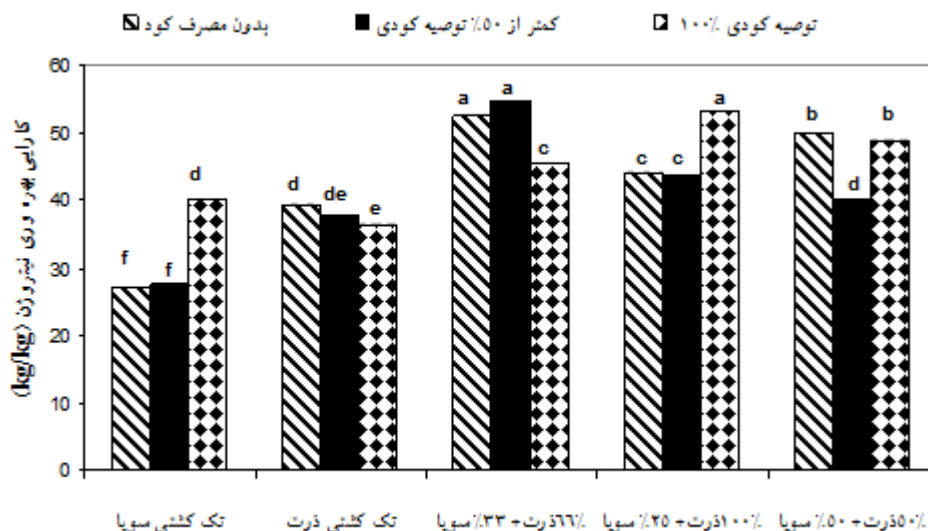 بدون مصرف کود کمتر از ۵۰٪ توصیه کودی توصیه کودی ۱۰۰٪
کارایی بهره وری نیتروژن (kg/kg)
60
50
40
30
20
10
0
f f d
d de e
a a c
c c a
b d b
تک کشتی سویا تک کشتی ذرت ۶۶٪ذرت+ ۳۳٪ سویا ۱۰۰٪ذرت+ ۲۵٪ سویا ۵۰٪ذرت+ ۵۰٪ سویا